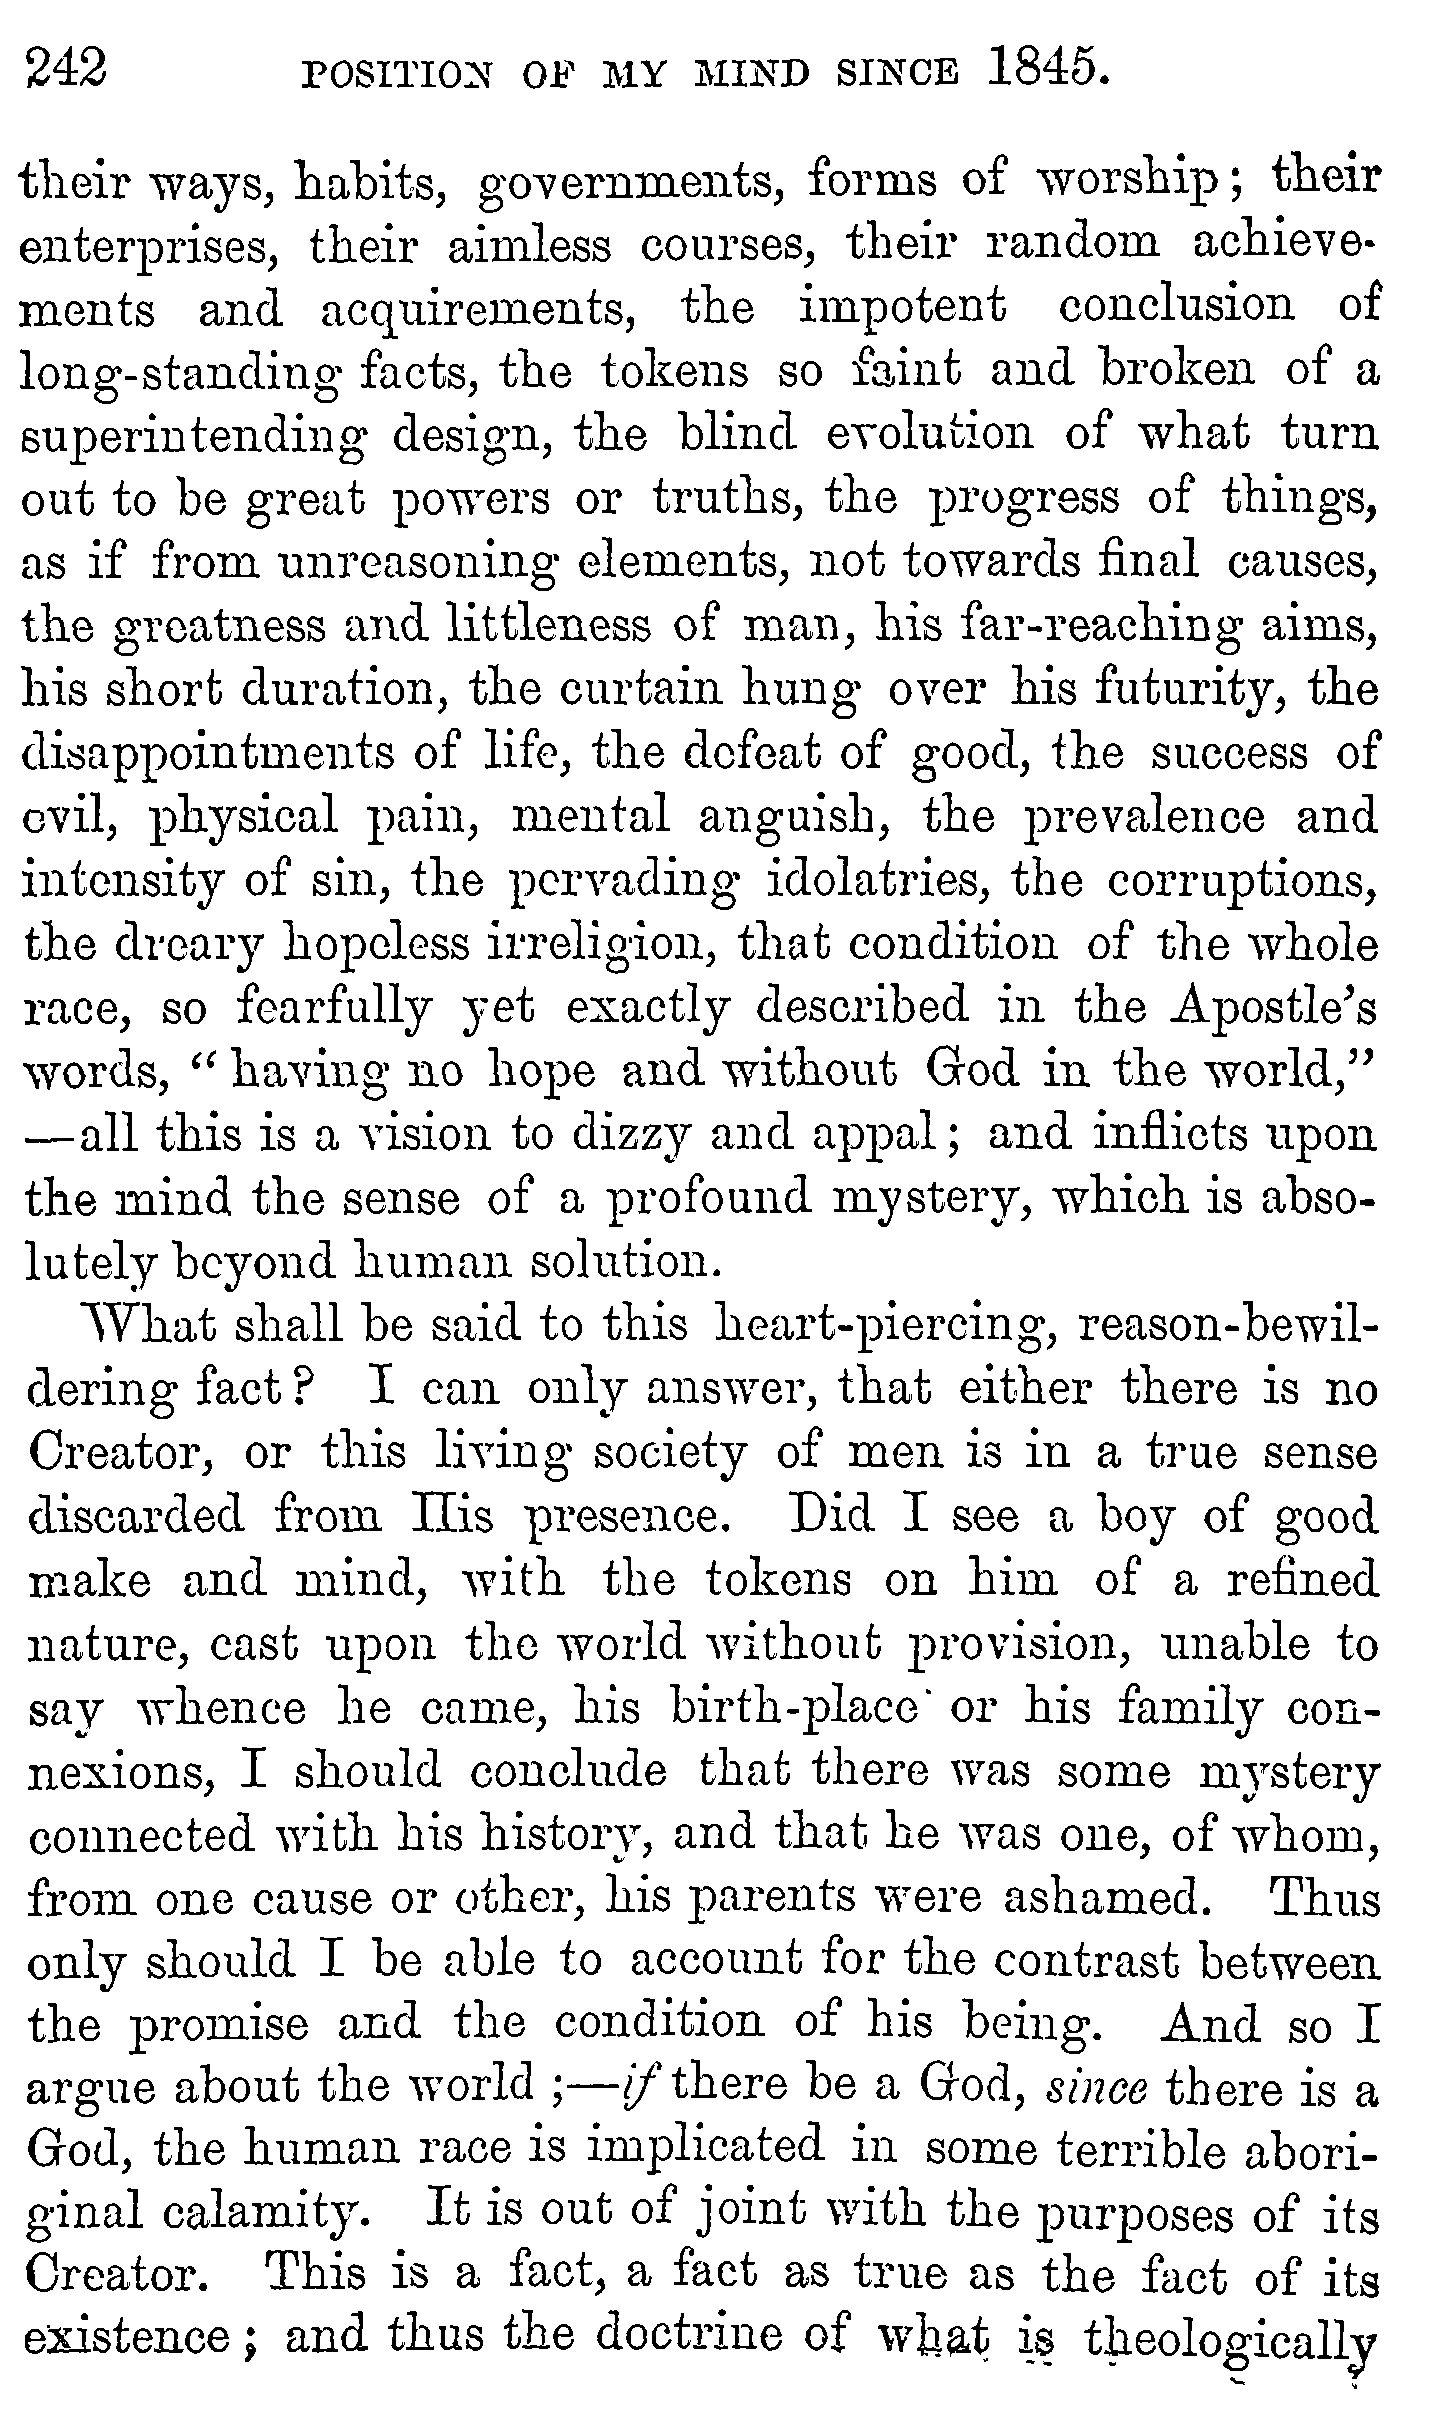 242 POSITION OF MY MIND SINCE 1845.
their ways, habits, governments, forms of worship; their
enterprises, their aimless courses, their random achieve-
ments and acquirements, the impotent conclusion of
long-standing facts, the tokens so faint and broken of a
superintending design, the blind evolution of what turn
out to be great powers or truths, the progress of things,
as if from unreasoning elements, not towards final causes,
the greatness and littleness of man, his far-reaching aims,
his short duration, the curtain hung over his futurity, the
disappointments of life, the defeat of good, the success of
evil, physical pain, mental anguish, the prevalence and
intensity of sin, the pervading idolatries, the corruptions,
the dreary hopeless irreligion, that condition of the whole
race, so fearfully yet exactly described in the Apostle's
words, "having no hope and without God in the world,"
—all this is a vision to dizzy and appal; and inflicts upon
the mind the sense of a profound mystery, which is abso-
lutely beyond human solution.
What shall be said to this heart-piercing, reason-bewil-
dering fact? I can only answer, that either there is no
Creator, or this living society of men is in a true sense
discarded from His presence. Did I see a boy of good
make and mind, with the tokens on him of a refined
nature, cast upon the world without provision, unable to
say whence he came, his birth-place or his family con-
nexions, I should conclude that there was some mystery
connected with his history, and that he was one, of whom,
from one cause or other, his parents were ashamed. Thus
only should I be able to account for the contrast between
the promise and the condition of his being. And so I
argue about the world;—if there be a God, since there is a
God, the human race is implicated in some terrible abori-
ginal calamity. It is out of joint with the purposes of its
Creator. This is a fact, a fact as true as the fact of its
existence; and thus the doctrine of what is theologically